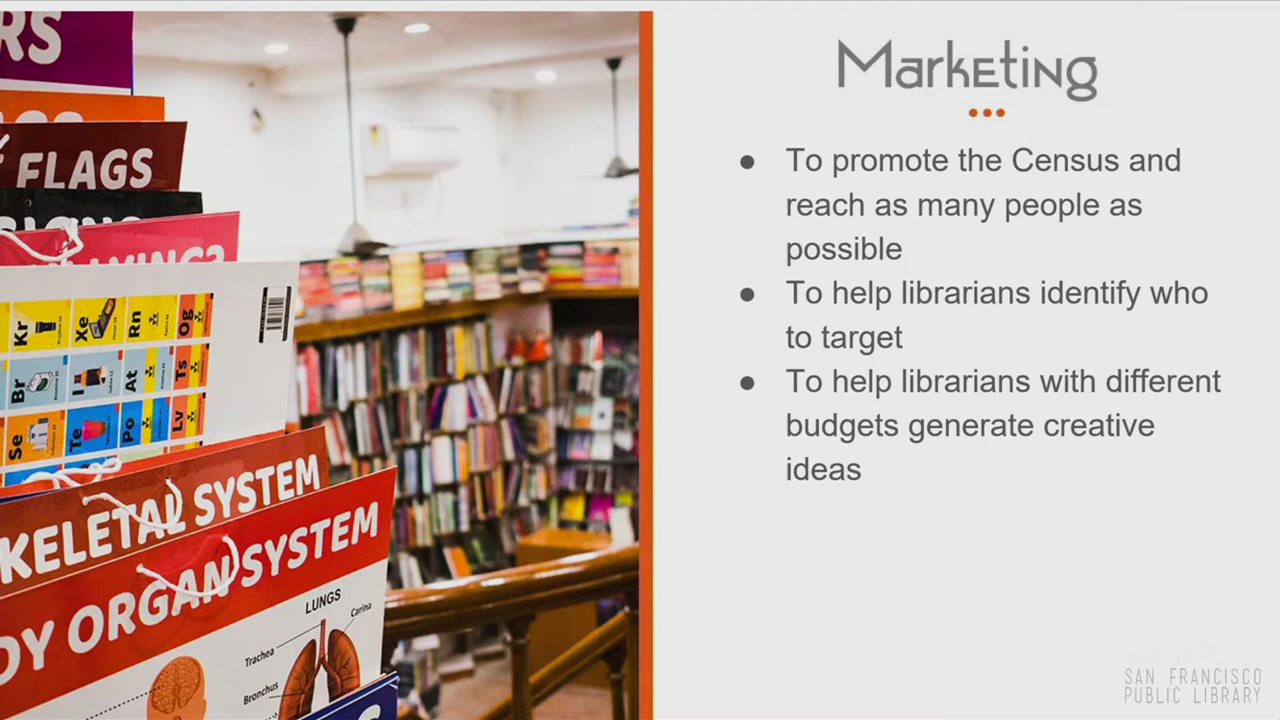 RS
FLAGS
Kr
Xe
Rn
Og
Br
I
At
Ts
Se
Te
Po
Lv
SKELETAL SYSTEM
DY ORGAN SYSTEM
LUNGS
Carina
Trachea
Bronchus
Marketing
● To promote the Census and
reach as many people as
possible
● To help librarians identify who
to target
● To help librarians with different
budgets generate creative
ideas
SAN FRANCISCO
PUBLIC LIBRARY